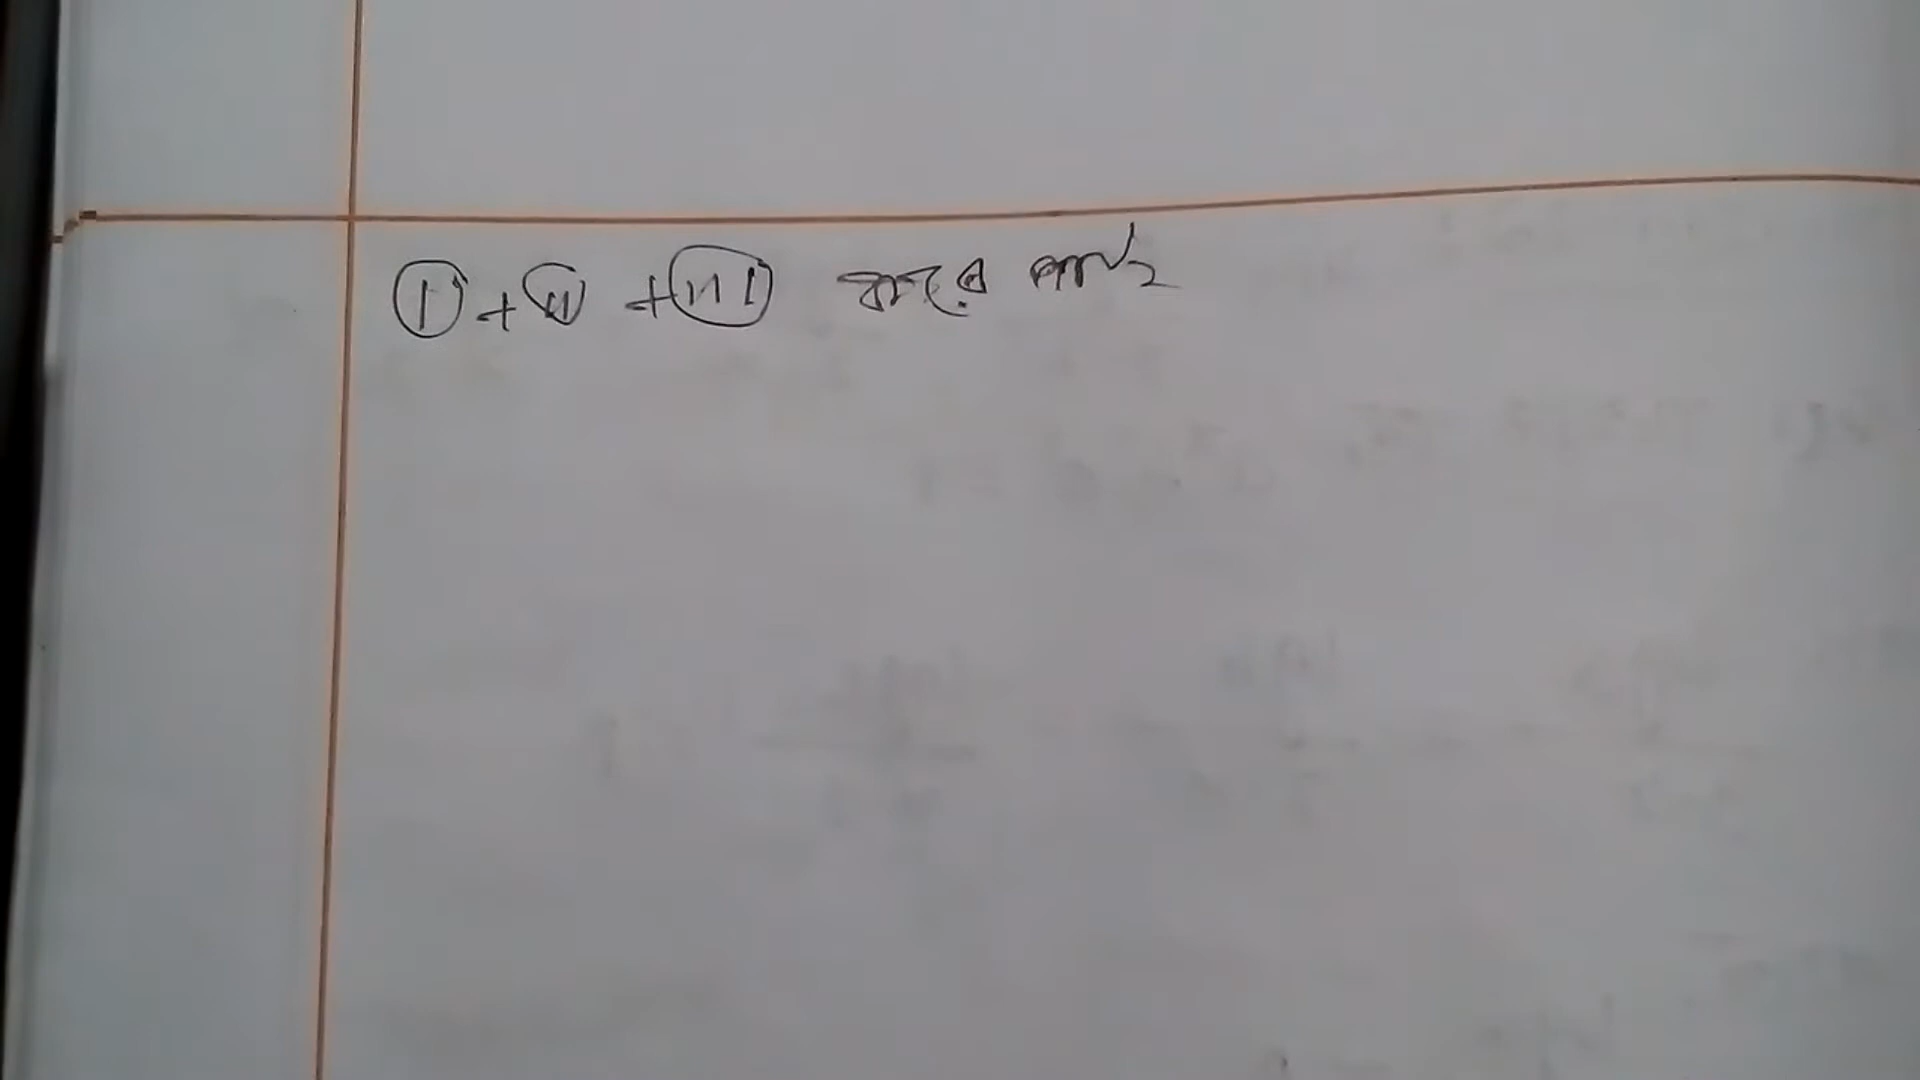 (i) + (ii) + (iii) করে পাই